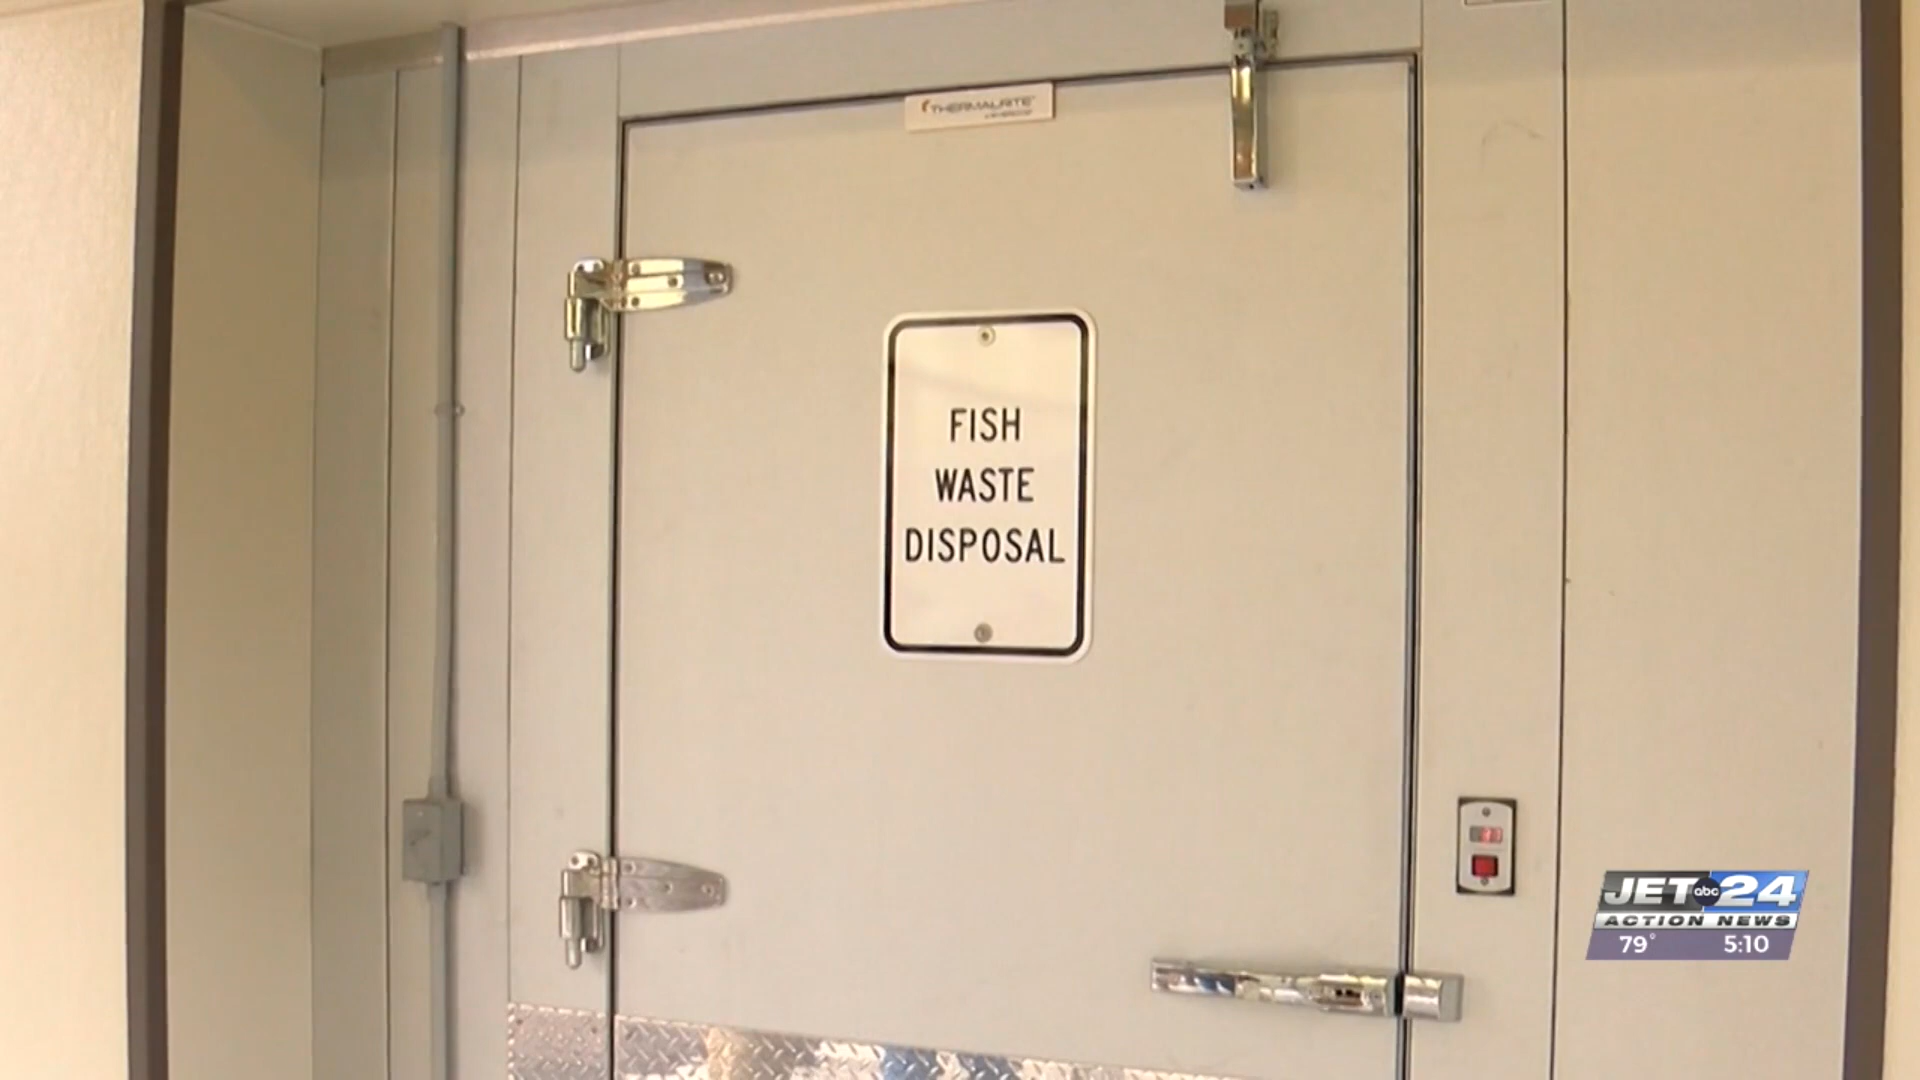 THERMALRITE
FISH
WASTE
DISPOSAL
JET abc 24
ACTION NEWS
79° 5:10